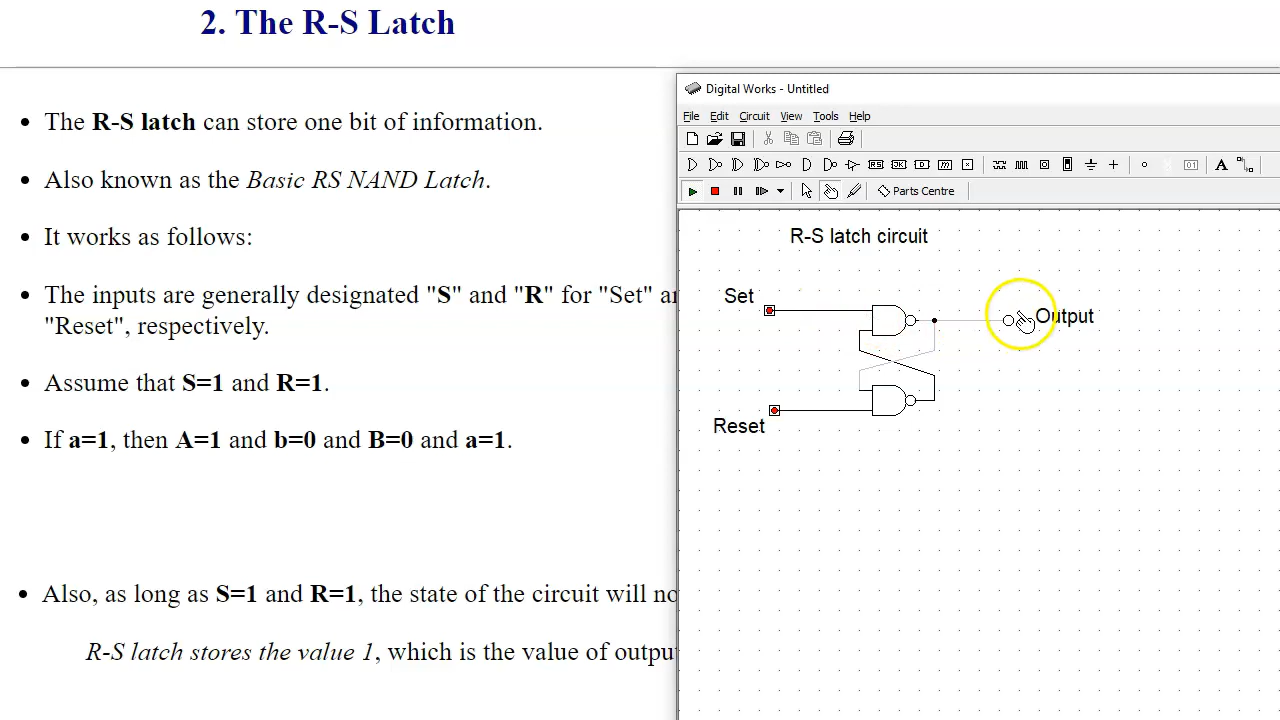 2. The R-S Latch
The R-S latch can store one bit of information.
Also known as the Basic RS NAND Latch.
It works as follows:
The inputs are generally designated "S" and "R" for "Set" an
"Reset", respectively.
Assume that S=1 and R=1.
If a=1, then A=1 and b=0 and B=0 and a=1.
Also, as long as S=1 and R=1, the state of the circuit will no
R-S latch stores the value 1, which is the value of outpu
Digital Works - Untitled
File Edit Circuit View Tools Help
RS JK D m x 01 A
Parts Centre
R-S latch circuit
Set
Output
Reset